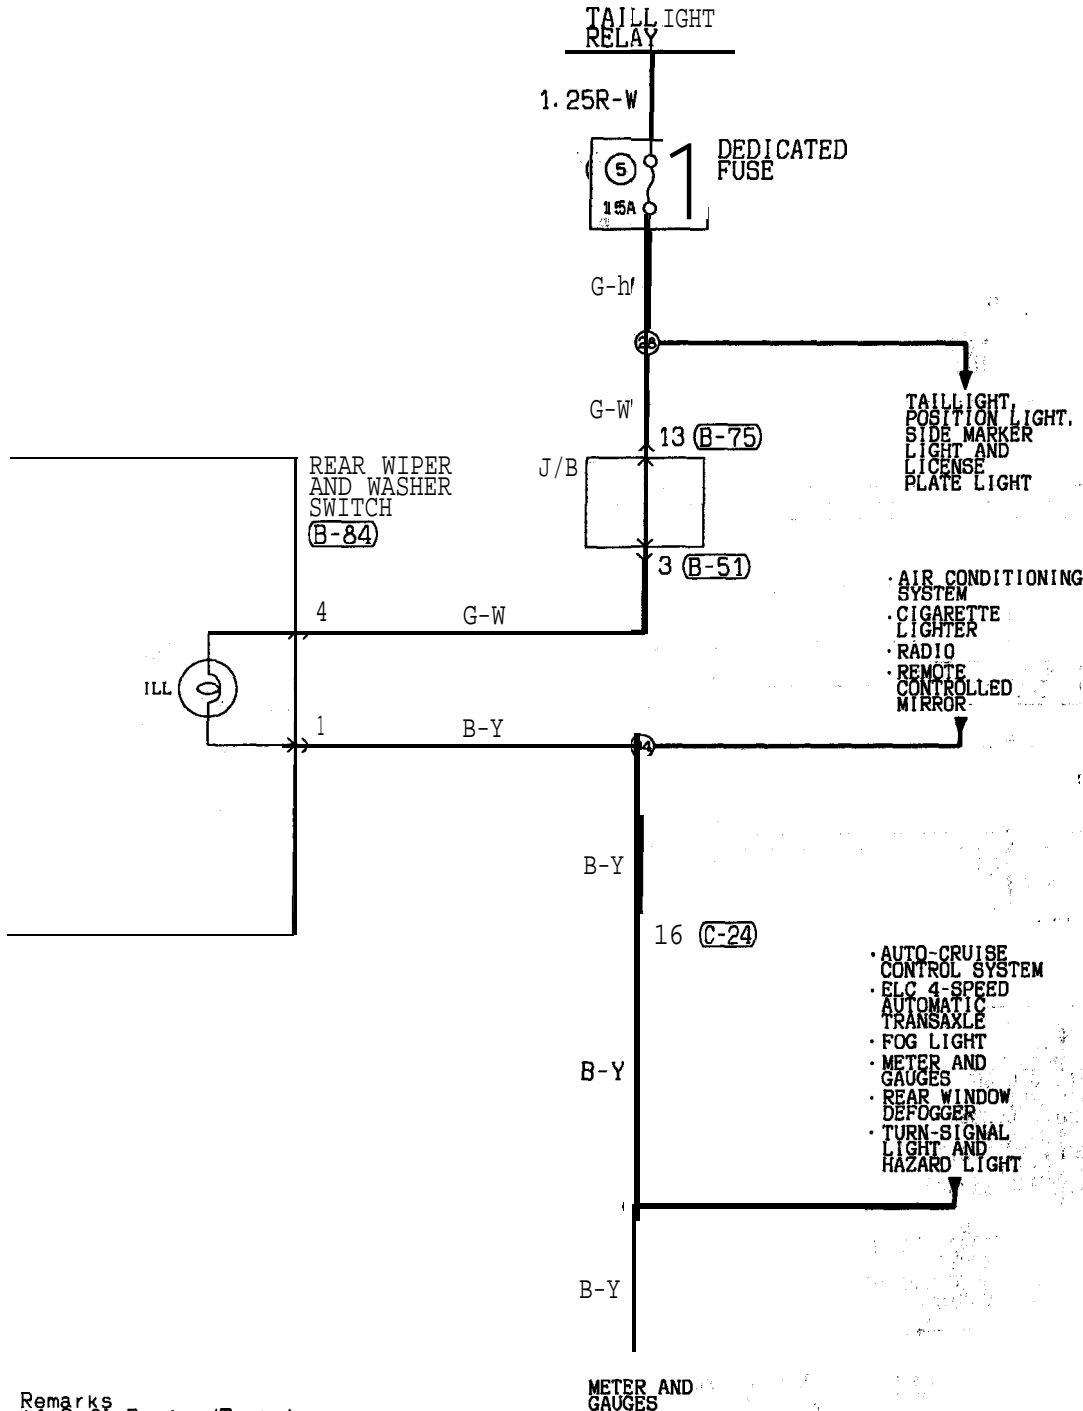 TAILLIGHT
RELAY
1.25R-W
DEDICATED
FUSE
5
15A
28
TAILLIGHT,
POSITION LIGHT,
SIDE MARKER
LIGHT AND
LICENSE
PLATE LIGHT
G-W
13 (B-75)
J/B
REAR WIPER
AND WASHER
SWITCH
(B-84)
3 (B-51)
· AIR CONDITIONING
SYSTEM
· CIGARETTE
LIGHTER
· RADIO
· REMOTE
CONTROLLED
MIRROR
4
G-W
ILL
1
B-Y
B-Y
16 (C-24)
· AUTO-CRUISE
CONTROL SYSTEM
· ELC 4-SPEED
AUTOMATIC
TRANSAXLE
· FOG LIGHT
· METER AND
GAUGES
· REAR WINDOW
DEFOGGER
· TURN-SIGNAL
LIGHT AND
HAZARD LIGHT
B-Y
B-Y
METER AND
GAUGES
Remarks